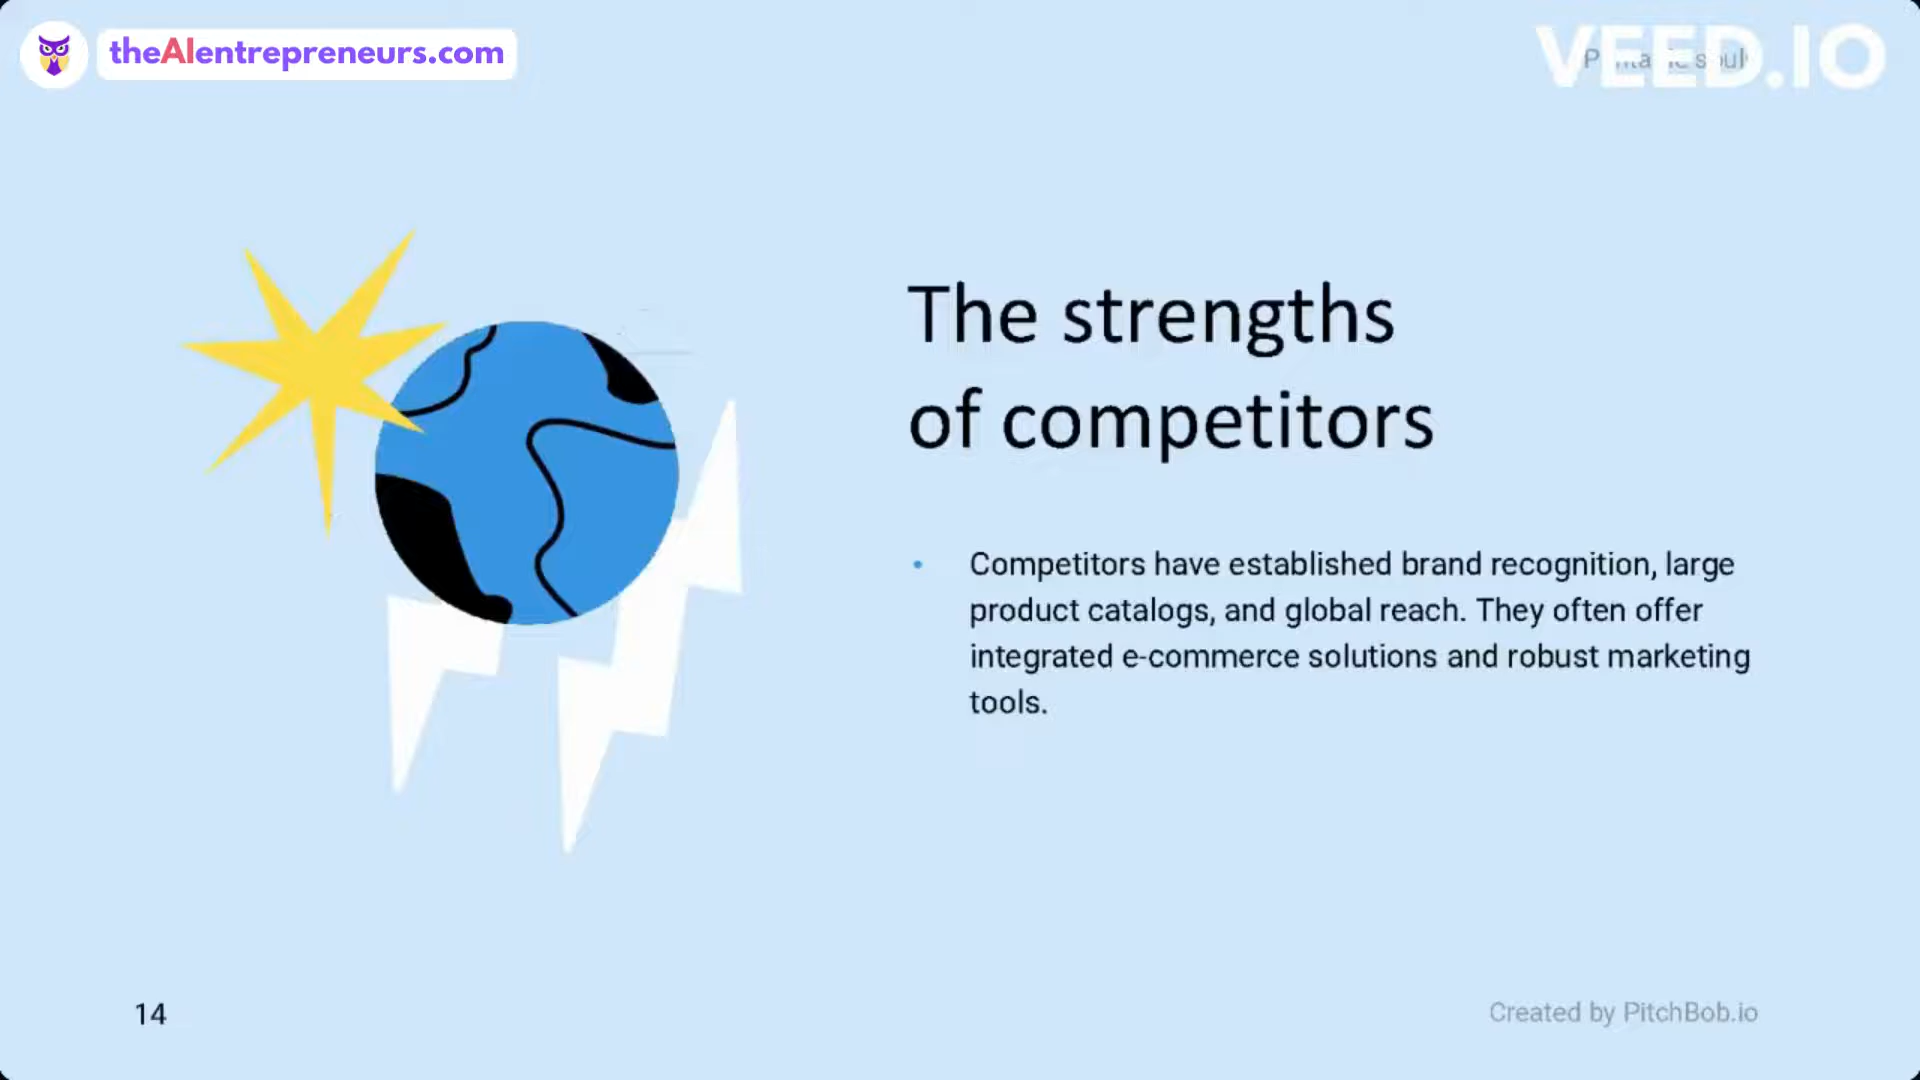 theAIentrepreneurs.com
VEED.IO
The strengths
of competitors
• Competitors have established brand recognition, large
product catalogs, and global reach. They often offer
integrated e-commerce solutions and robust marketing
tools.
14
Created by PitchBob.io